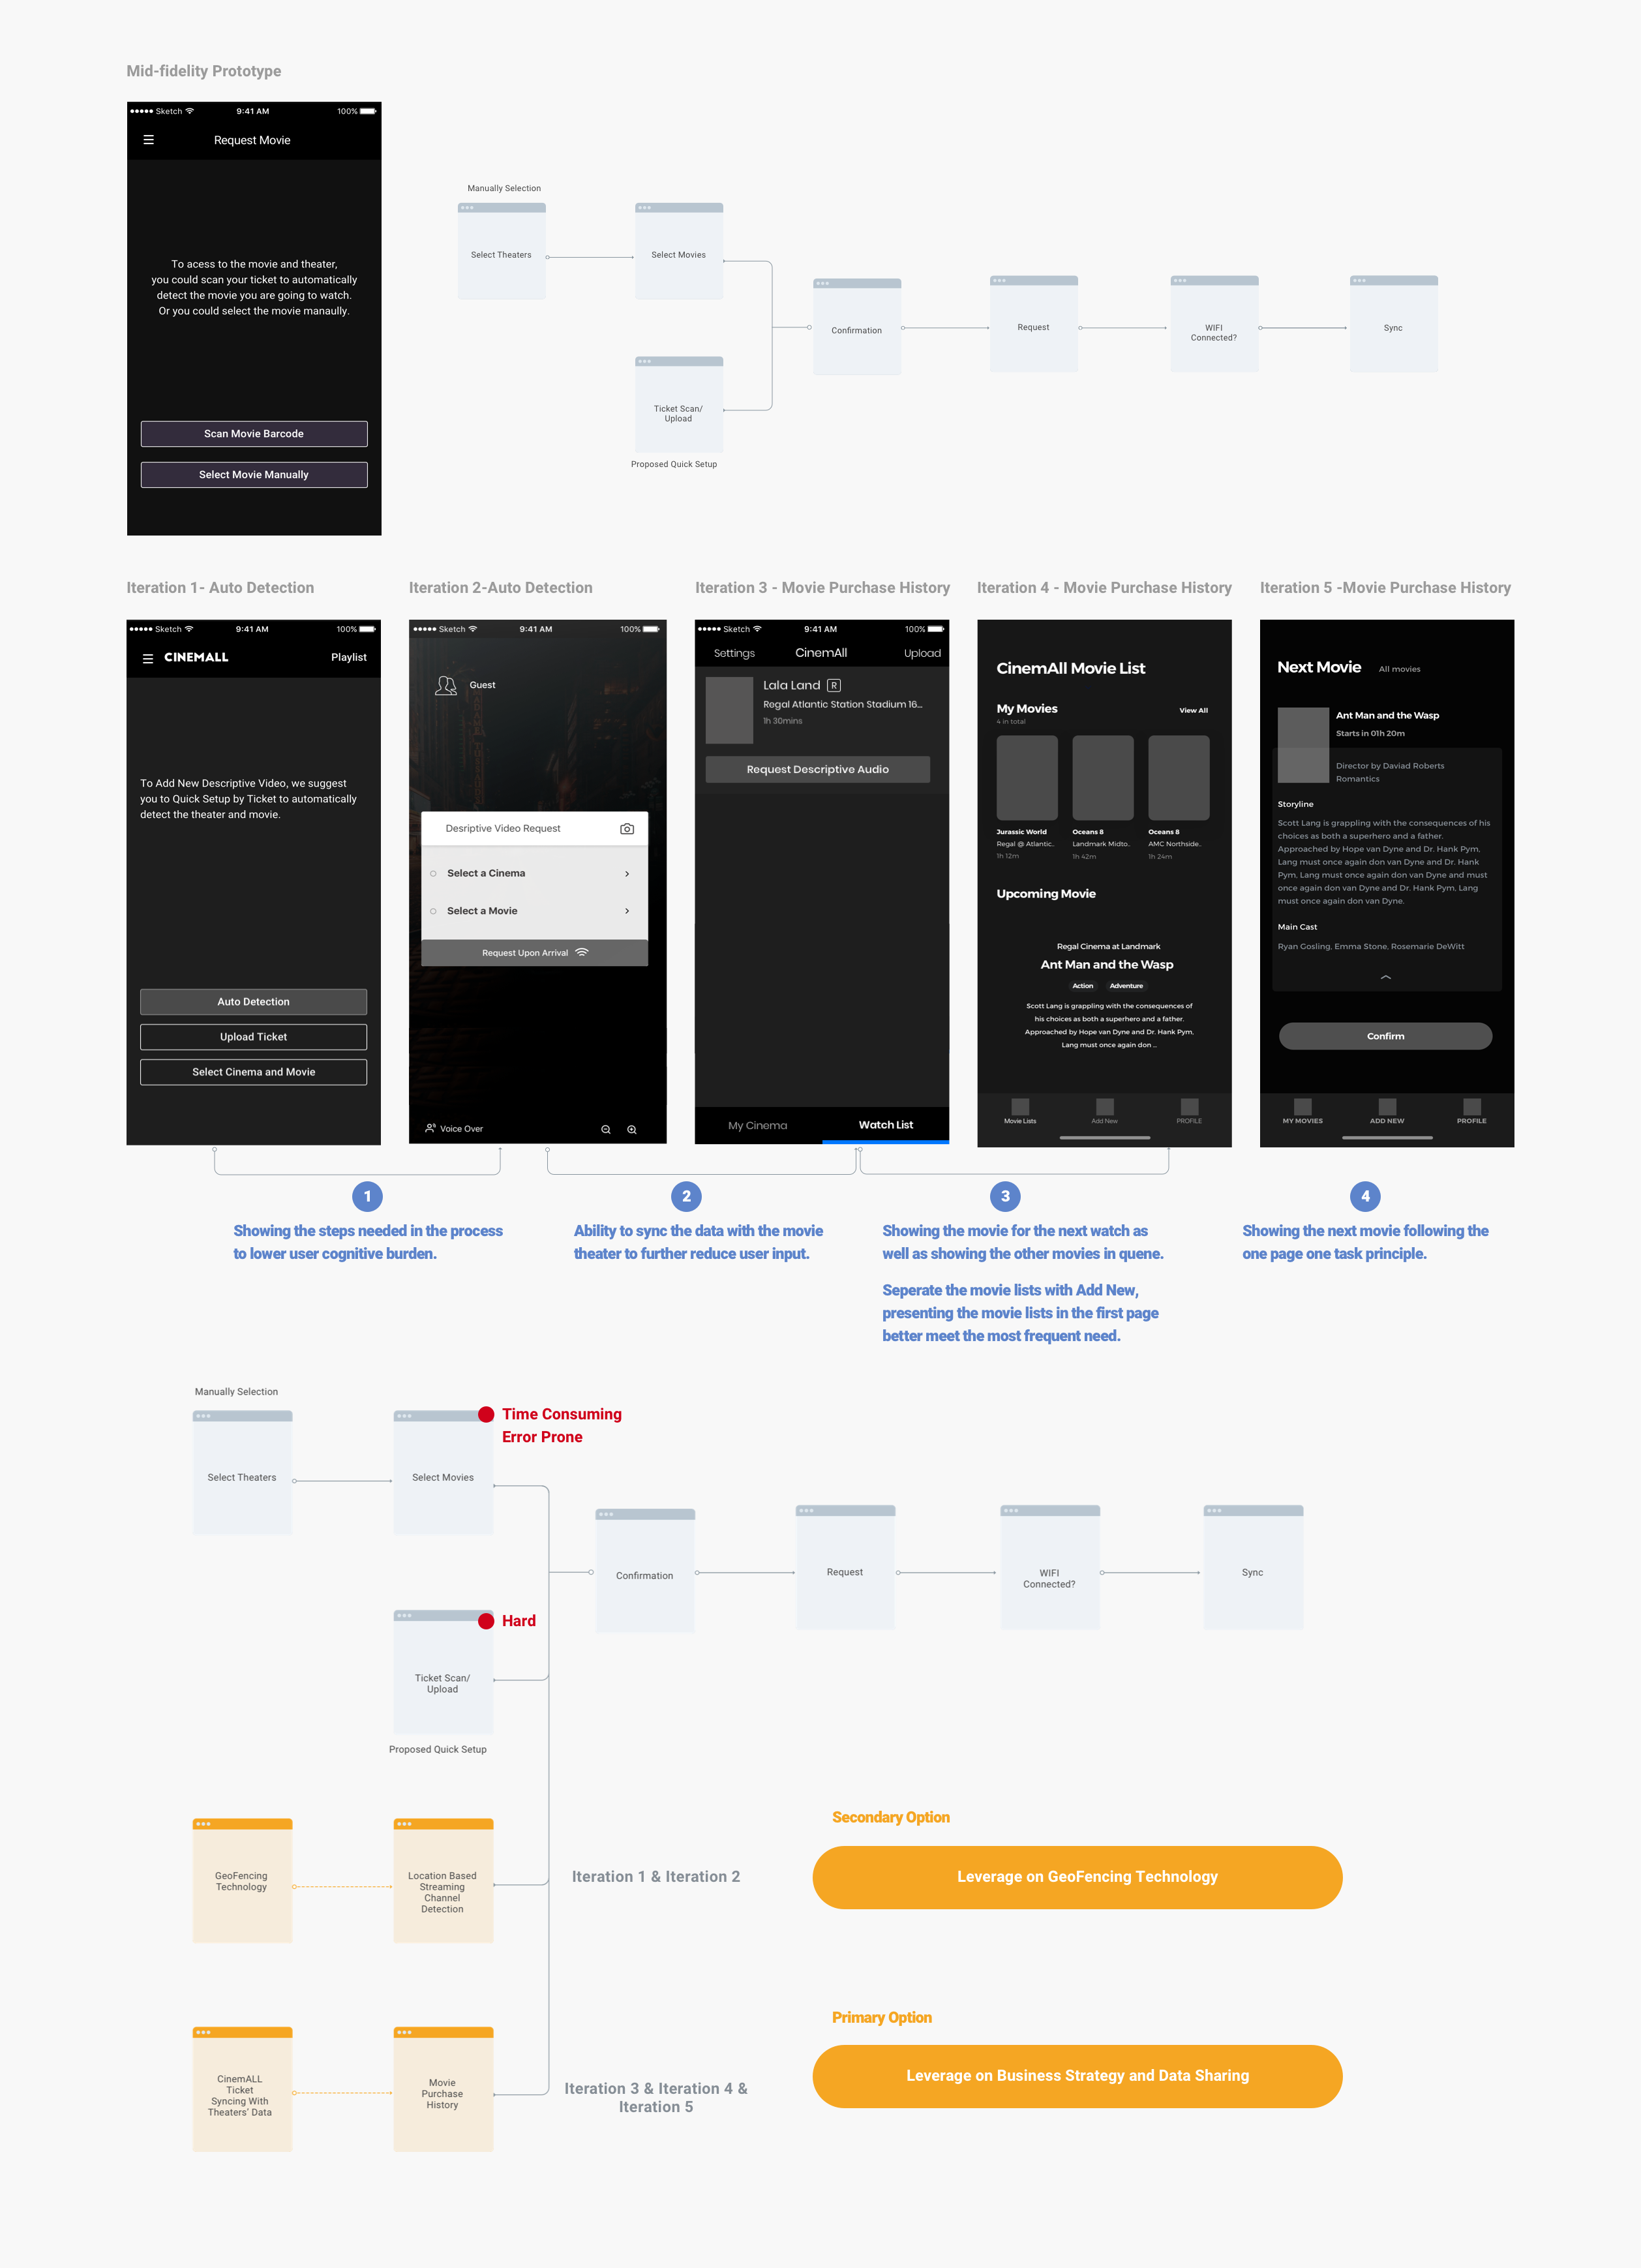 Mid-fidelity Prototype
Sketch
9:41 AM
100%
Request Movie
To acess to the movie and theater,
you could scan your ticket to automatically
detect the movie you are going to watch.
Or you could select the movie manaully.
Scan Movie Barcode
Select Movie Manually
Manually Selection
Select Theaters
Select Movies
Ticket Scan/
Upload
Proposed Quick Setup
Confirmation
Request
WIFI
Connected?
Sync
Iteration 1- Auto Detection
Sketch
9:41 AM
100%
CINEMALL
Playlist
To Add New Descriptive Video, we suggest
you to Quick Setup by Ticket to automatically
detect the theater and movie.
Auto Detection
Upload Ticket
Select Cinema and Movie
Iteration 2-Auto Detection
Sketch
9:41 AM
100%
Guest
Desriptive Video Request
Select a Cinema
Select a Movie
Request Upon Arrival
Voice Over
Iteration 3 - Movie Purchase History
Sketch
9:41 AM
100%
Settings
CinemAll
Upload
Lala Land R
Regal Atlantic Station Stadium 16...
1h 30mins
Request Descriptive Audio
My Cinema
Watch List
Iteration 4 - Movie Purchase History
CinemAll Movie List
My Movies
View All
4 in total
Jurassic World
Regal @ Atlantic..
1h 12m
Oceans 8
Landmark Midto..
1h 42m
Oceans 8
AMC Northside..
1h 24m
Upcoming Movie
Regal Cinema at Landmark
Ant Man and the Wasp
Action
Adventure
Scott Lang is grappling with the consequences of
his choices as both a superhero and a father.
Approached by Hope van Dyne and Dr. Hank Pym,
Lang must once again don ...
Movie Lists
Add New
PROFILE
Iteration 5 -Movie Purchase History
Next Movie
All movies
Ant Man and the Wasp
Starts in 01h 20m
Director by Daviad Roberts
Romantics
Storyline
Scott Lang is grappling with the consequences of his
choices as both a superhero and a father.
Approached by Hope van Dyne and Dr. Hank Pym,
Lang must once again don van Dyne and Dr. Hank
Pym, Lang must once again don van Dyne and must
once again don van Dyne and Dr. Hank Pym, Lang
must once again don van Dyne.
Main Cast
Ryan Gosling, Emma Stone, Rosemarie DeWitt
Confirm
MY MOVIES
ADD NEW
PROFILE
1
Showing the steps needed in the process
to lower user cognitive burden.
2
Ability to sync the data with the movie
theater to further reduce user input.
3
Showing the movie for the next watch as
well as showing the other movies in quene.
Seperate the movie lists with Add New,
presenting the movie lists in the first page
better meet the most frequent need.
4
Showing the next movie following the
one page one task principle.
Manually Selection
Select Theaters
Select Movies
Time Consuming
Error Prone
Ticket Scan/
Upload
Hard
Proposed Quick Setup
Confirmation
Request
WIFI
Connected?
Sync
GeoFencing
Technology
Location Based
Streaming
Channel
Detection
Iteration 1 & Iteration 2
Secondary Option
Leverage on GeoFencing Technology
CinemALL
Ticket
Syncing With
Theaters' Data
Movie
Purchase
History
Iteration 3 & Iteration 4 &
Iteration 5
Primary Option
Leverage on Business Strategy and Data Sharing